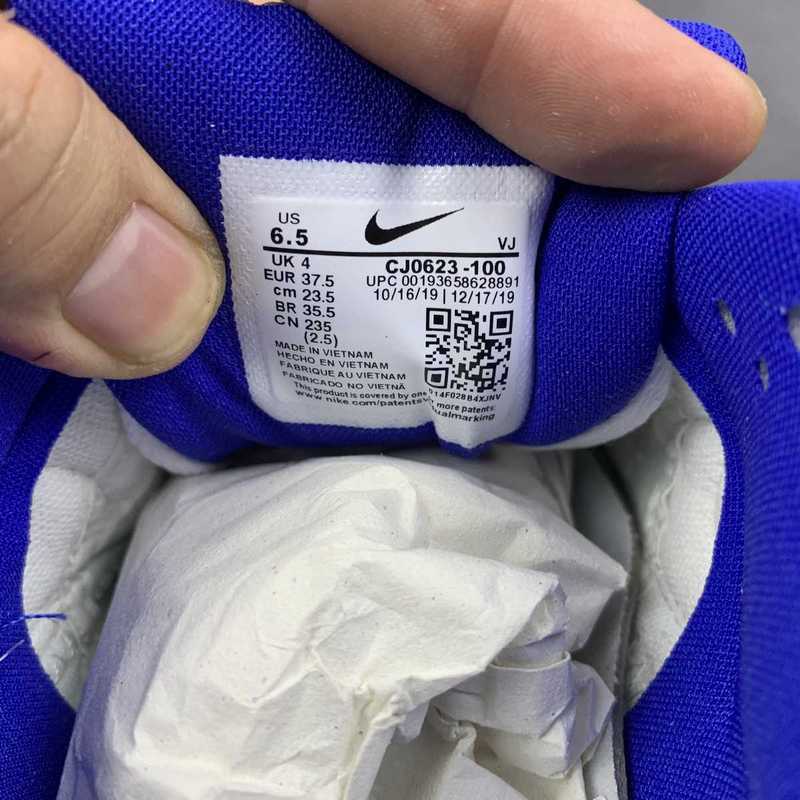 US
6.5 VJ
UK 4
EUR 37.5
cm 23.5
BR 35.5
CN 235
(2.5)
CJ0623 -100
UPC 00193658628891
10/16/19 | 12/17/19
MADE IN VIETNAM
HECHO EN VIETNAM
FABRIQUE AU VIETNAM
FABRICADO NO VIETNÃ
This product is covered by one
more patents:
www.nike.com/patents
014F028B4XJNV